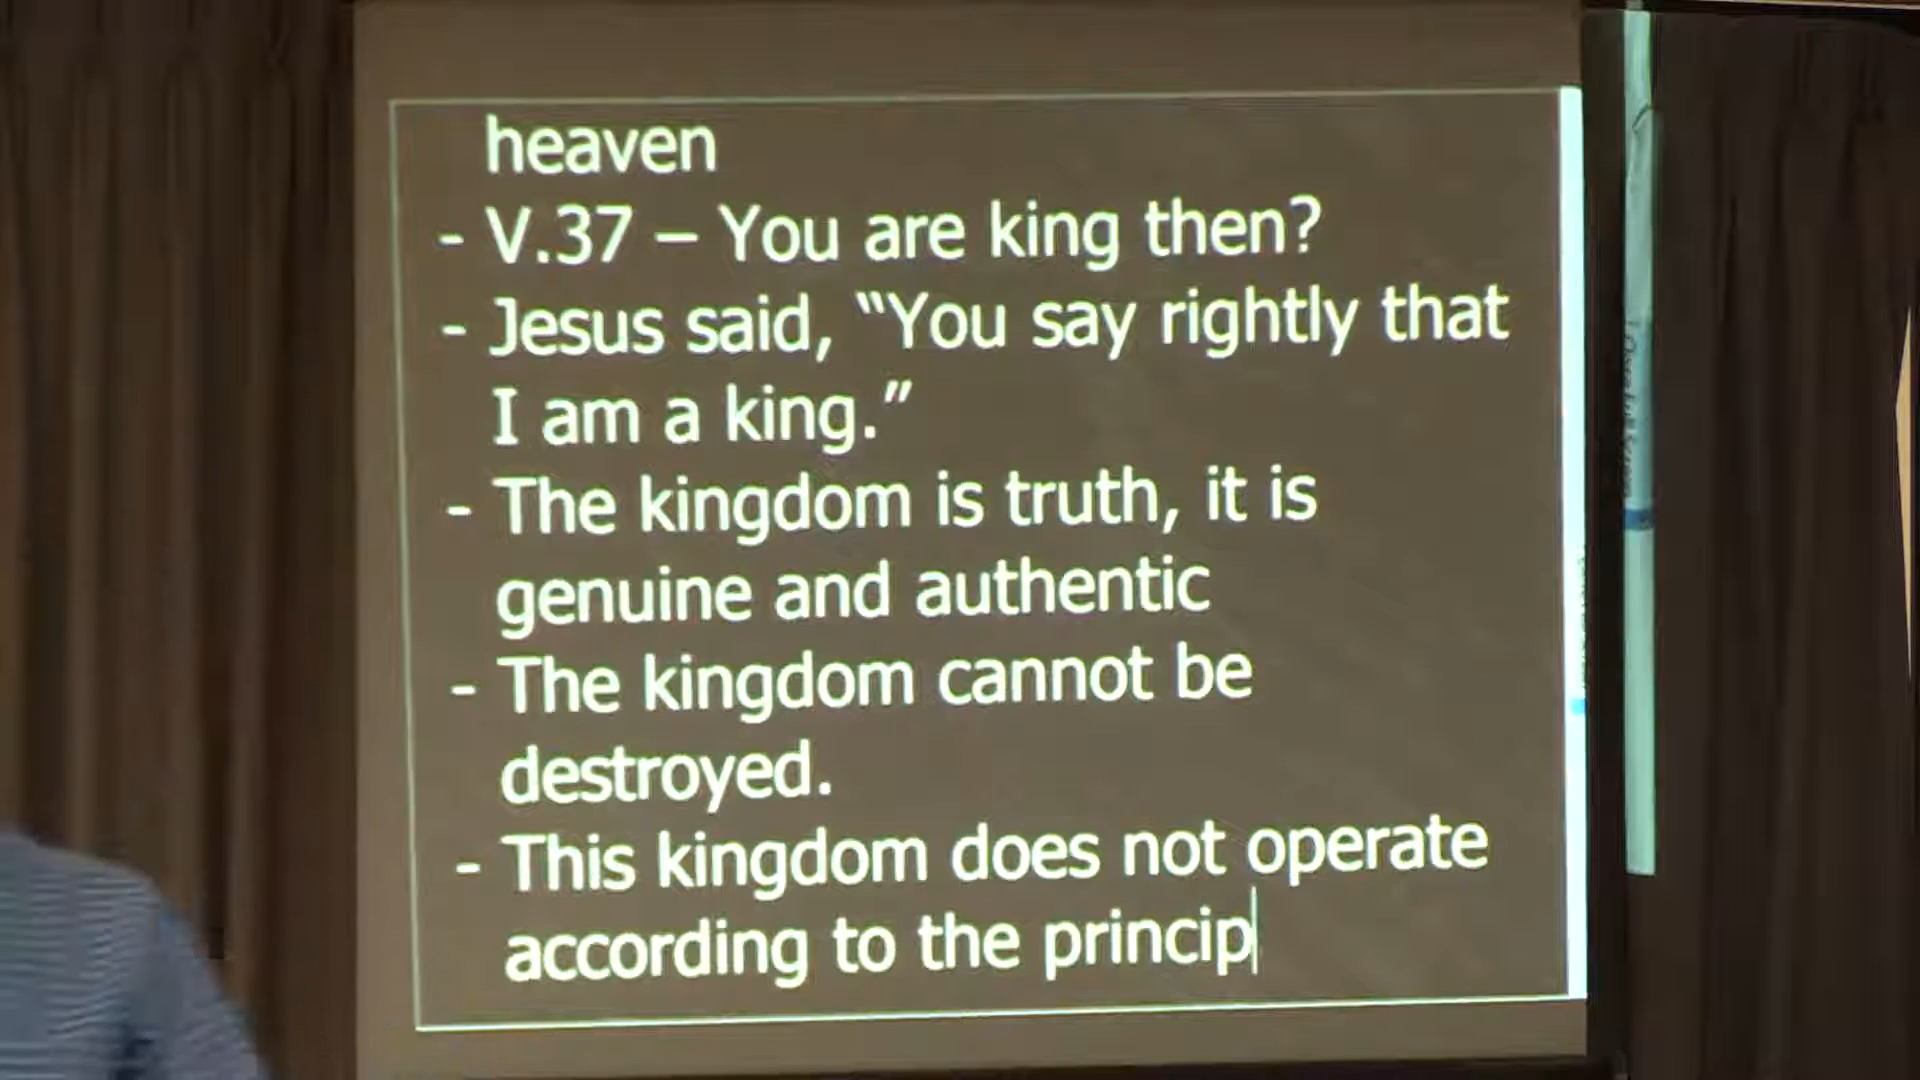 heaven
- V.37 – You are king then?
- Jesus said, “You say rightly that
I am a king.”
- The kingdom is truth, it is
genuine and authentic
- The kingdom cannot be
destroyed.
- This kingdom does not operate
according to the princip